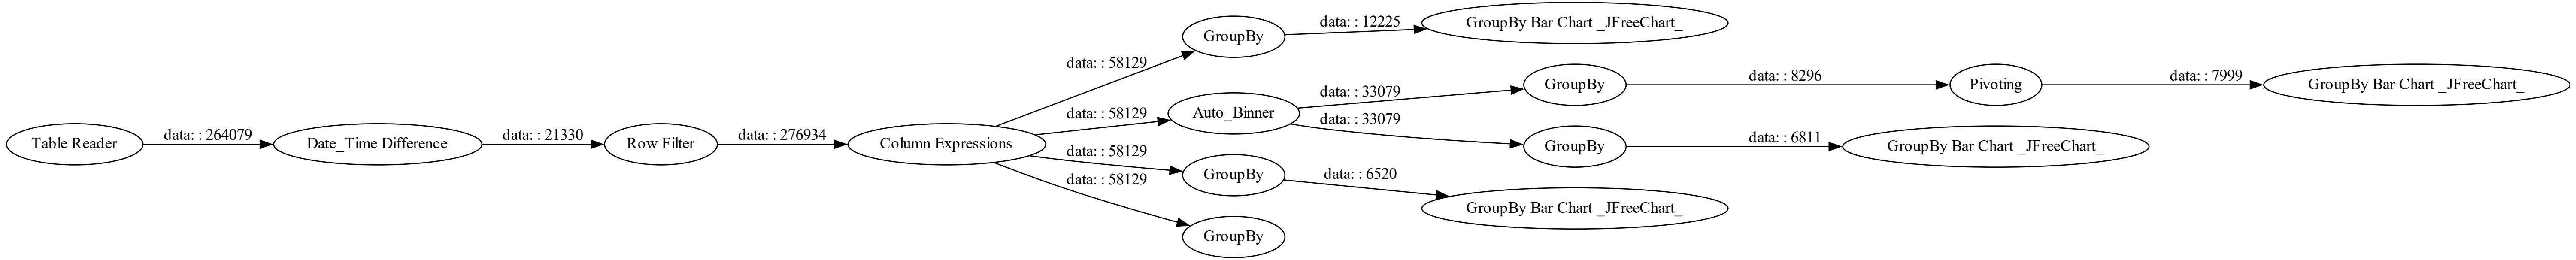 Table Reader
data: : 264079
Date_Time Difference
data: : 21330
Row Filter
data: : 276934
Column Expressions
data: : 58129
GroupBy
data: : 12225
GroupBy Bar Chart _JFreeChart_
data: : 58129
Auto_Binner
data: : 33079
GroupBy
data: : 8296
Pivoting
data: : 7999
GroupBy Bar Chart _JFreeChart_
data: : 33079
GroupBy
data: : 6811
GroupBy Bar Chart _JFreeChart_
data: : 58129
GroupBy
data: : 6520
GroupBy Bar Chart _JFreeChart_
data: : 58129
GroupBy